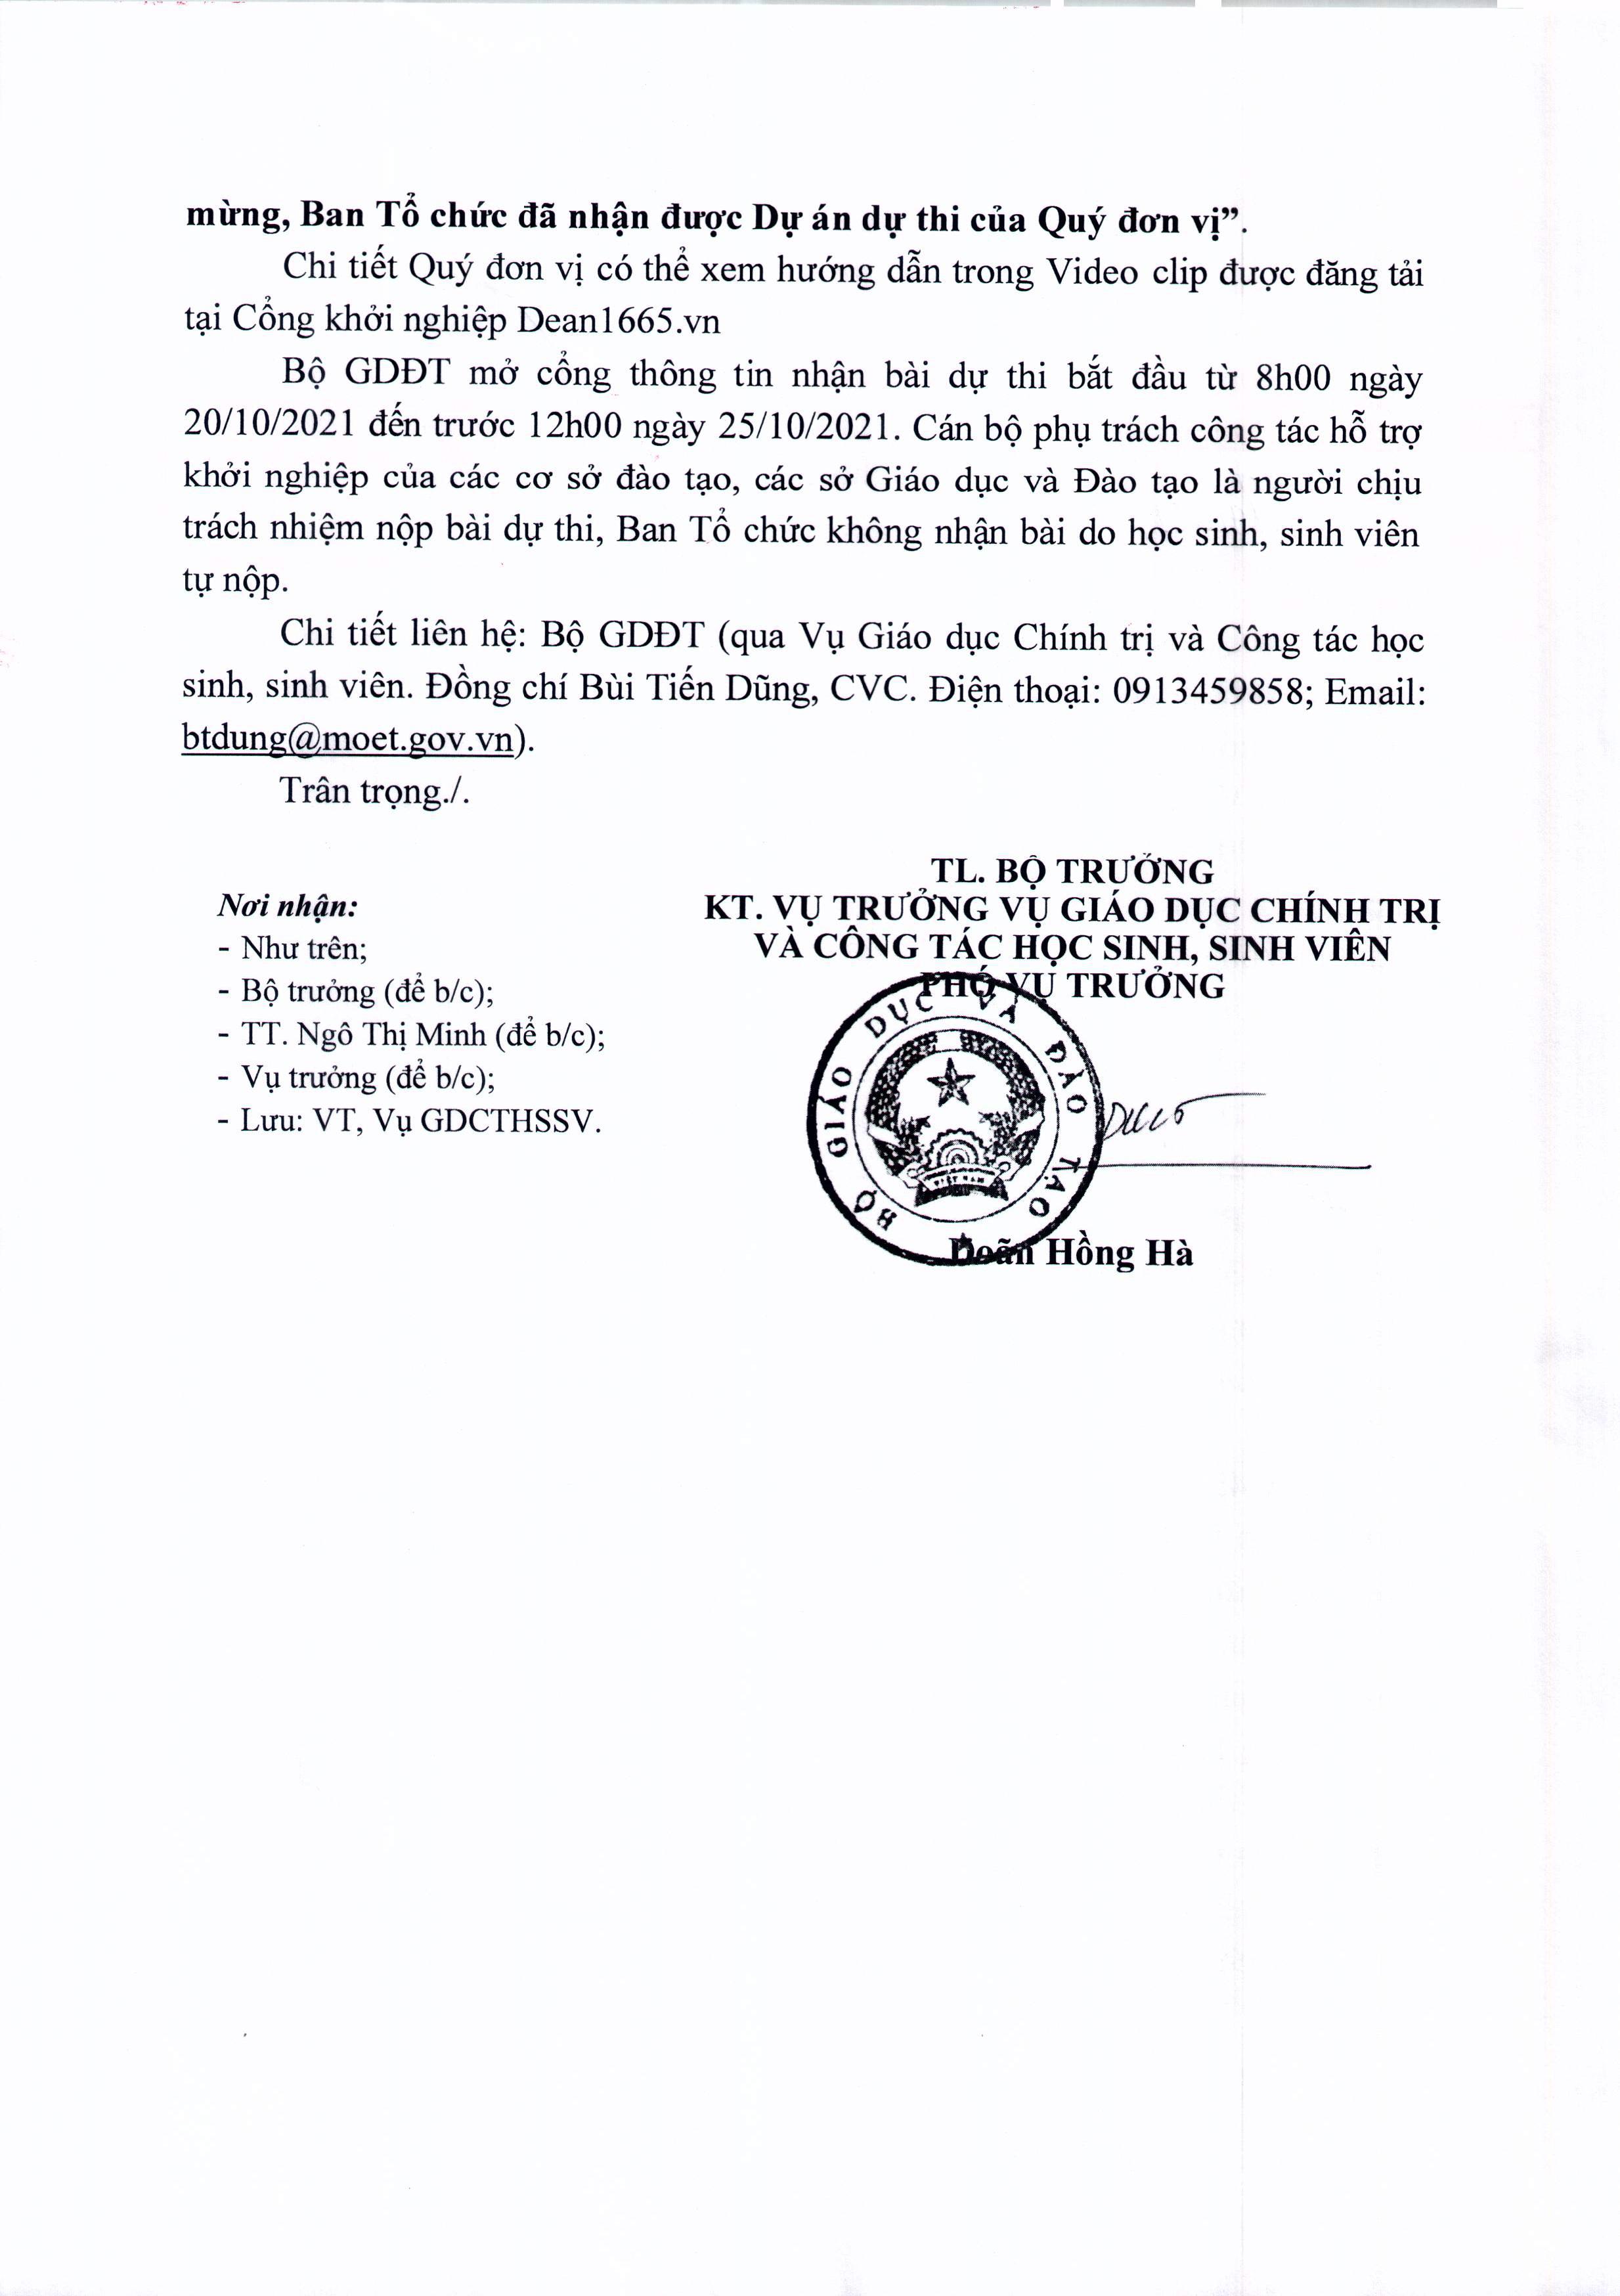 mừng, Ban Tổ chức đã nhận được Dự án dự thi của Quý đơn vị”.
Chi tiết Quý đơn vị có thể xem hướng dẫn trong Video clip được đăng tải
tại Cổng khởi nghiệp Dean1665.vn
Bộ GDĐT mở cổng thông tin nhận bài dự thi bắt đầu từ 8h00 ngày
20/10/2021 đến trước 12h00 ngày 25/10/2021. Cán bộ phụ trách công tác hỗ trợ
khởi nghiệp của các cơ sở đào tạo, các sở Giáo dục và Đào tạo là người chịu
trách nhiệm nộp bài dự thi, Ban Tổ chức không nhận bài do học sinh, sinh viên
tự nộp.
Chi tiết liên hệ: Bộ GDĐT (qua Vụ Giáo dục Chính trị và Công tác học
sinh, sinh viên. Đồng chí Bùi Tiến Dũng, CVC. Điện thoại: 0913459858; Email:
btdung@moet.gov.vn).
Trân trọng./.
Nơi nhận:
- Như trên;
- Bộ trưởng (để b/c);
- TT. Ngô Thị Minh (để b/c);
- Vụ trưởng (để b/c);
- Lưu: VT, Vụ GDCTHSSV.
TL. BỘ TRƯỞNG
KT. VỤ TRƯỞNG VỤ GIÁO DỤC CHÍNH TRỊ
VÀ CÔNG TÁC HỌC SINH, SINH VIÊN
PHÓ VỤ TRƯỞNG
BỘ GIÁO DỤC VÀ ĐÀO TẠO
VIỆT NAM
Doãn Hồng Hà